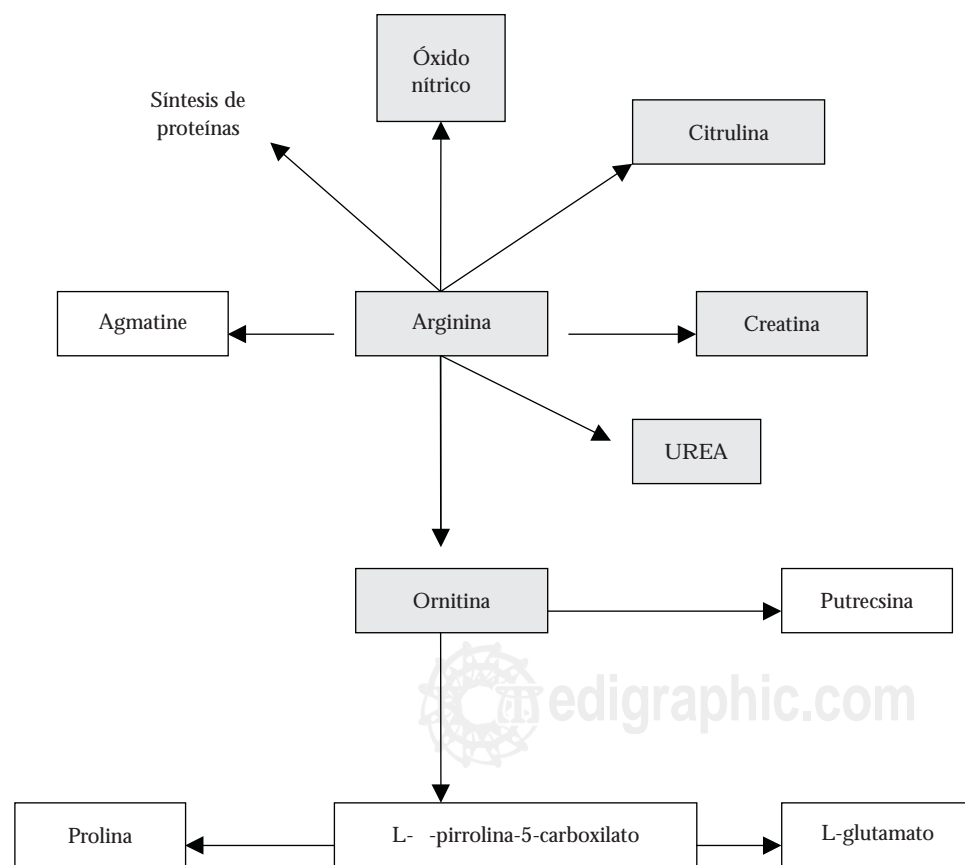 Óxido
nítrico
Síntesis de
proteínas
Citrulina
Agmatine
Arginina
Creatina
UREA
Ornitina
Putrecsina
edigraphic.com
Prolina
L- -pirrolina-5-carboxilato
L-glutamato